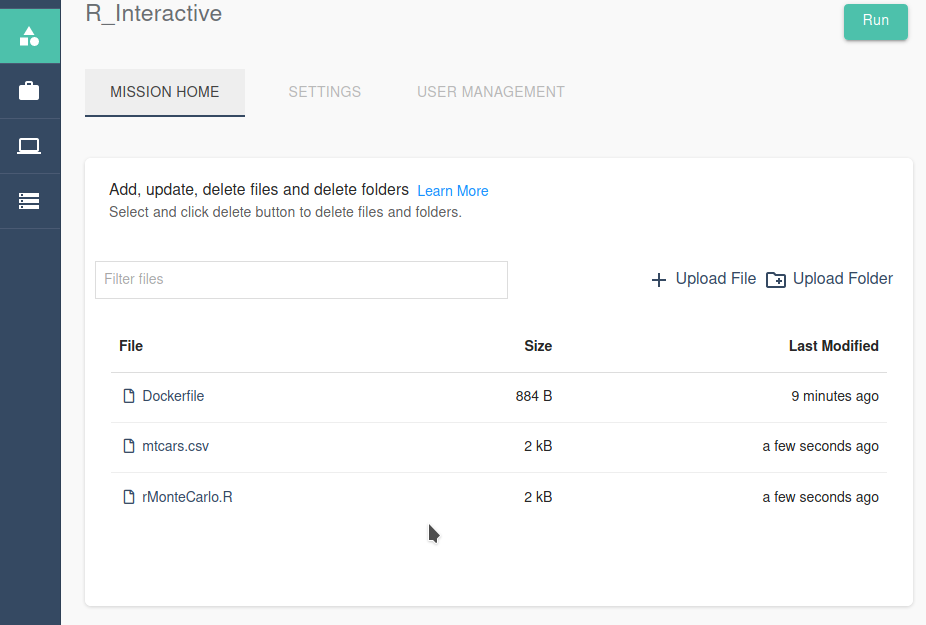 R_Interactive
Run
MISSION HOME SETTINGS USER MANAGEMENT
Add, update, delete files and delete folders Learn More
Select and click delete button to delete files and folders.
Filter files Upload File Upload Folder
File Size Last Modified
Dockerfile 884 B 9 minutes ago
mtcars.csv 2 kB a few seconds ago
rMonteCarlo.R 2 kB a few seconds ago